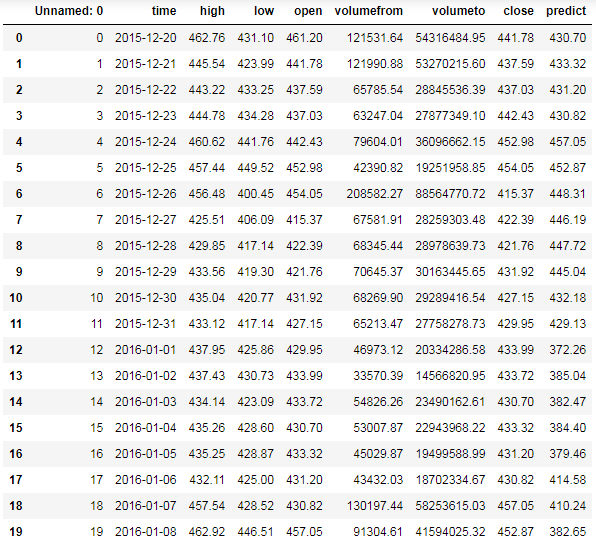 Unnamed: 0 time high low open volumefrom volumeto close predict
0 0 2015-12-20 462.76 431.10 461.20 121531.64 54316484.95 441.78 430.70
1 1 2015-12-21 445.54 423.99 441.78 121990.88 53270215.60 437.59 433.32
2 2 2015-12-22 443.22 433.25 437.59 65785.54 28845536.39 437.03 431.20
3 3 2015-12-23 444.78 434.28 437.03 63247.04 27877349.10 442.43 430.82
4 4 2015-12-24 460.62 441.76 442.43 79604.01 36096662.15 452.98 457.05
5 5 2015-12-25 457.44 449.52 452.98 42390.82 19251958.85 454.05 452.87
6 6 2015-12-26 456.48 400.45 454.05 208582.27 88564770.72 415.37 448.31
7 7 2015-12-27 425.51 406.09 415.37 67581.91 28259303.48 422.39 446.19
8 8 2015-12-28 429.85 417.14 422.39 68345.44 28978639.73 421.76 447.72
9 9 2015-12-29 433.56 419.30 421.76 70645.37 30163445.65 431.92 445.04
10 10 2015-12-30 435.04 420.77 431.92 68269.90 29289416.54 427.15 432.18
11 11 2015-12-31 433.12 417.14 427.15 65213.47 27758278.73 429.95 429.13
12 12 2016-01-01 437.95 425.86 429.95 46973.12 20334286.58 433.99 372.26
13 13 2016-01-02 437.43 430.73 433.99 33570.39 14566820.95 433.72 385.04
14 14 2016-01-03 434.14 423.09 433.72 54826.26 23490162.61 430.70 382.47
15 15 2016-01-04 435.26 428.60 430.70 53007.87 22943968.22 433.32 384.40
16 16 2016-01-05 435.25 428.87 433.32 45029.87 19499588.99 431.20 379.46
17 17 2016-01-06 432.11 425.00 431.20 43432.03 18702334.67 430.82 414.58
18 18 2016-01-07 457.54 428.52 430.82 130197.44 58253615.03 457.05 410.24
19 19 2016-01-08 462.92 446.51 457.05 91304.61 41594025.32 452.87 382.65